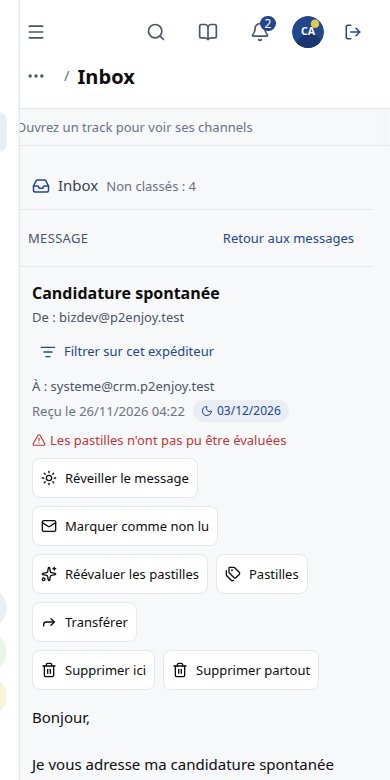 2
CA
... / Inbox
Ouvrez un track pour voir ses channels
Inbox Non classés : 4
MESSAGE Retour aux messages
Candidature spontanée
De : bizdev@p2enjoy.test
Filtrer sur cet expéditeur
À : systeme@crm.p2enjoy.test
Reçu le 26/11/2026 04:22 03/12/2026
Les pastilles n'ont pas pu être évaluées
Réveiller le message
Marquer comme non lu
Réévaluer les pastilles Pastilles
Transférer
Supprimer ici Supprimer partout
Bonjour,
Je vous adresse ma candidature spontanée